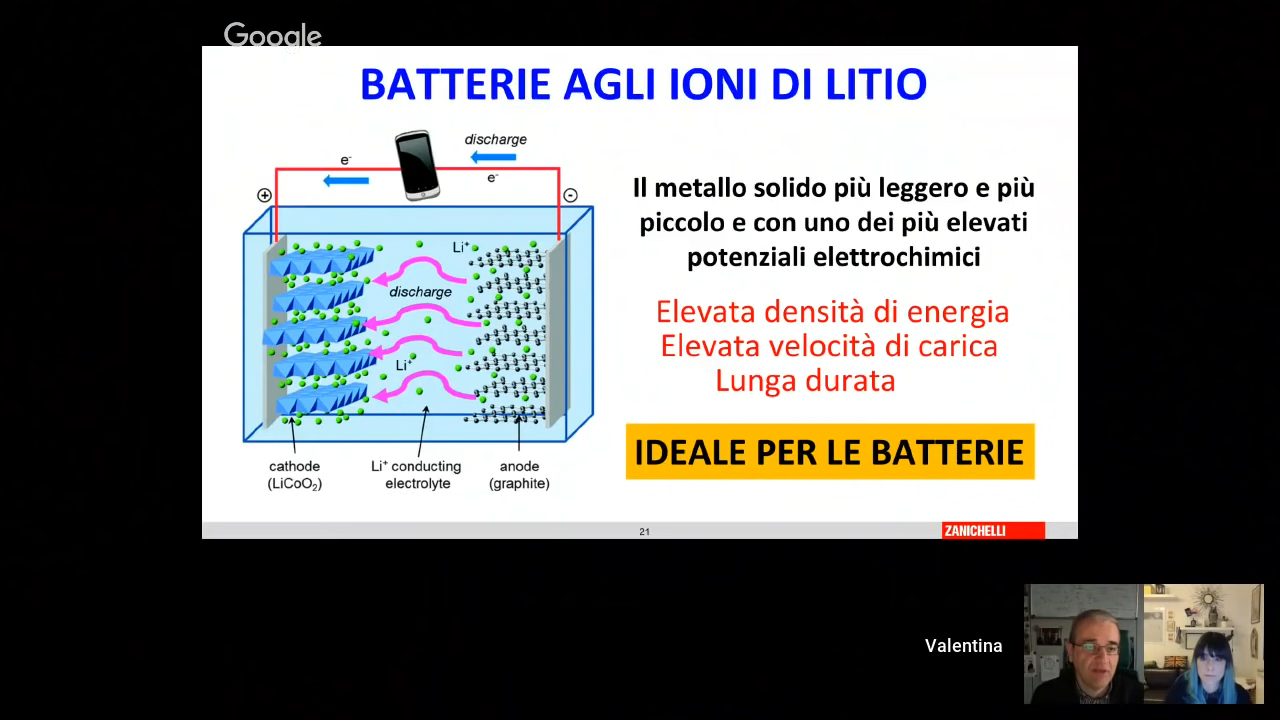 Google
BATTERIE AGLI IONI DI LITIO
discharge
e⁻
e⁻
+
-
Li⁺
discharge
Li⁺
cathode
(LiCoO₂)
Li⁺ conducting
electrolyte
anode
(graphite)
Il metallo solido più leggero e più
piccolo e con uno dei più elevati
potenziali elettrochimici
Elevata densità di energia
Elevata velocità di carica
Lunga durata
IDEALE PER LE BATTERIE
21
ZANICHELLI
Valentina